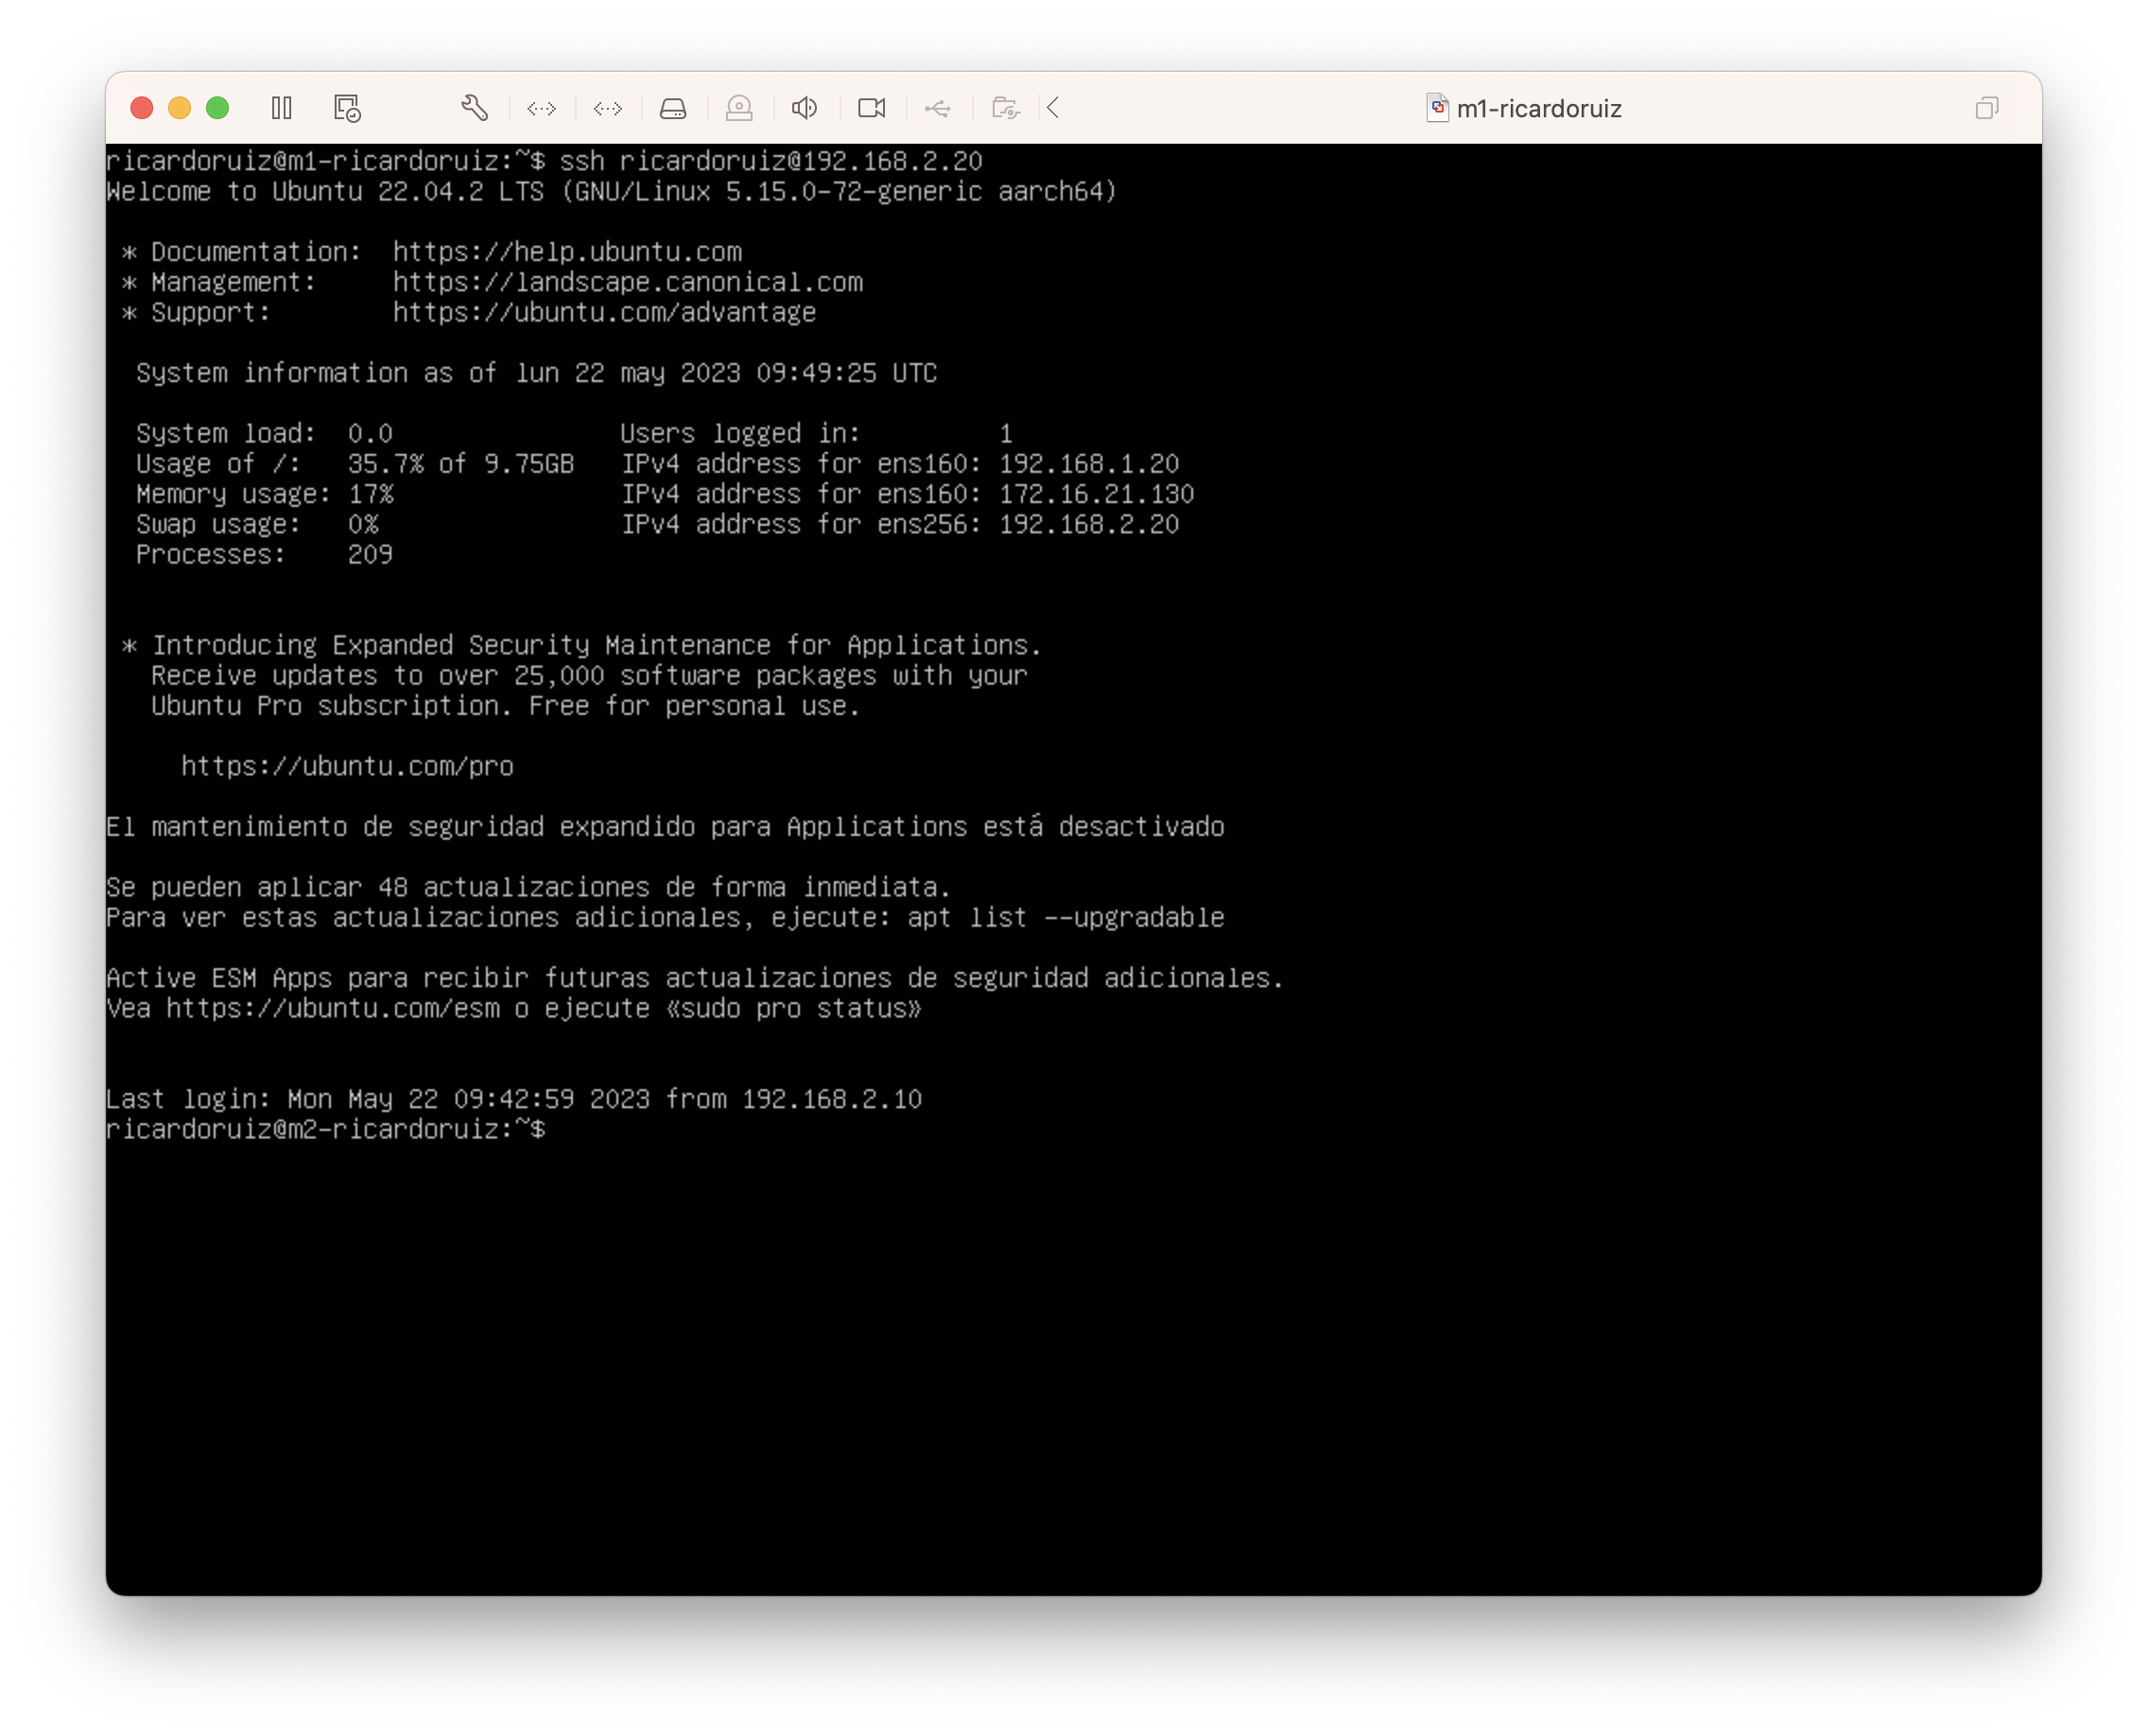 m1-ricardoruiz
ricardoruiz@m1-ricardoruiz:~$ ssh ricardoruiz@192.168.2.20
Welcome to Ubuntu 22.04.2 LTS (GNU/Linux 5.15.0-72-generic aarch64)
* Documentation:  https://help.ubuntu.com
* Management:     https://landscape.canonical.com
* Support:        https://ubuntu.com/advantage
System information as of lun 22 may 2023 09:49:25 UTC
System load:  0.0               Users logged in:         1
Usage of /:   35.7% of 9.75GB   IPv4 address for ens160: 192.168.1.20
Memory usage: 17%               IPv4 address for ens160: 172.16.21.130
Swap usage:   0%                IPv4 address for ens256: 192.168.2.20
Processes:    209
* Introducing Expanded Security Maintenance for Applications.
Receive updates to over 25,000 software packages with your
Ubuntu Pro subscription. Free for personal use.
https://ubuntu.com/pro
El mantenimiento de seguridad expandido para Applications está desactivado
Se pueden aplicar 48 actualizaciones de forma inmediata.
Para ver estas actualizaciones adicionales, ejecute: apt list --upgradable
Active ESM Apps para recibir futuras actualizaciones de seguridad adicionales.
Vea https://ubuntu.com/esm o ejecute «sudo pro status»
Last login: Mon May 22 09:42:59 2023 from 192.168.2.10
ricardoruiz@m2-ricardoruiz:~$